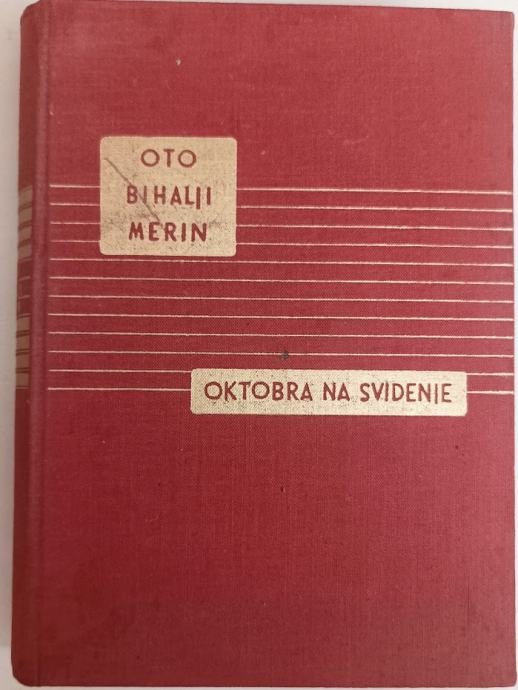 OTO
BIHALJI
MERIN
OKTOBRA NA SVIDENJE